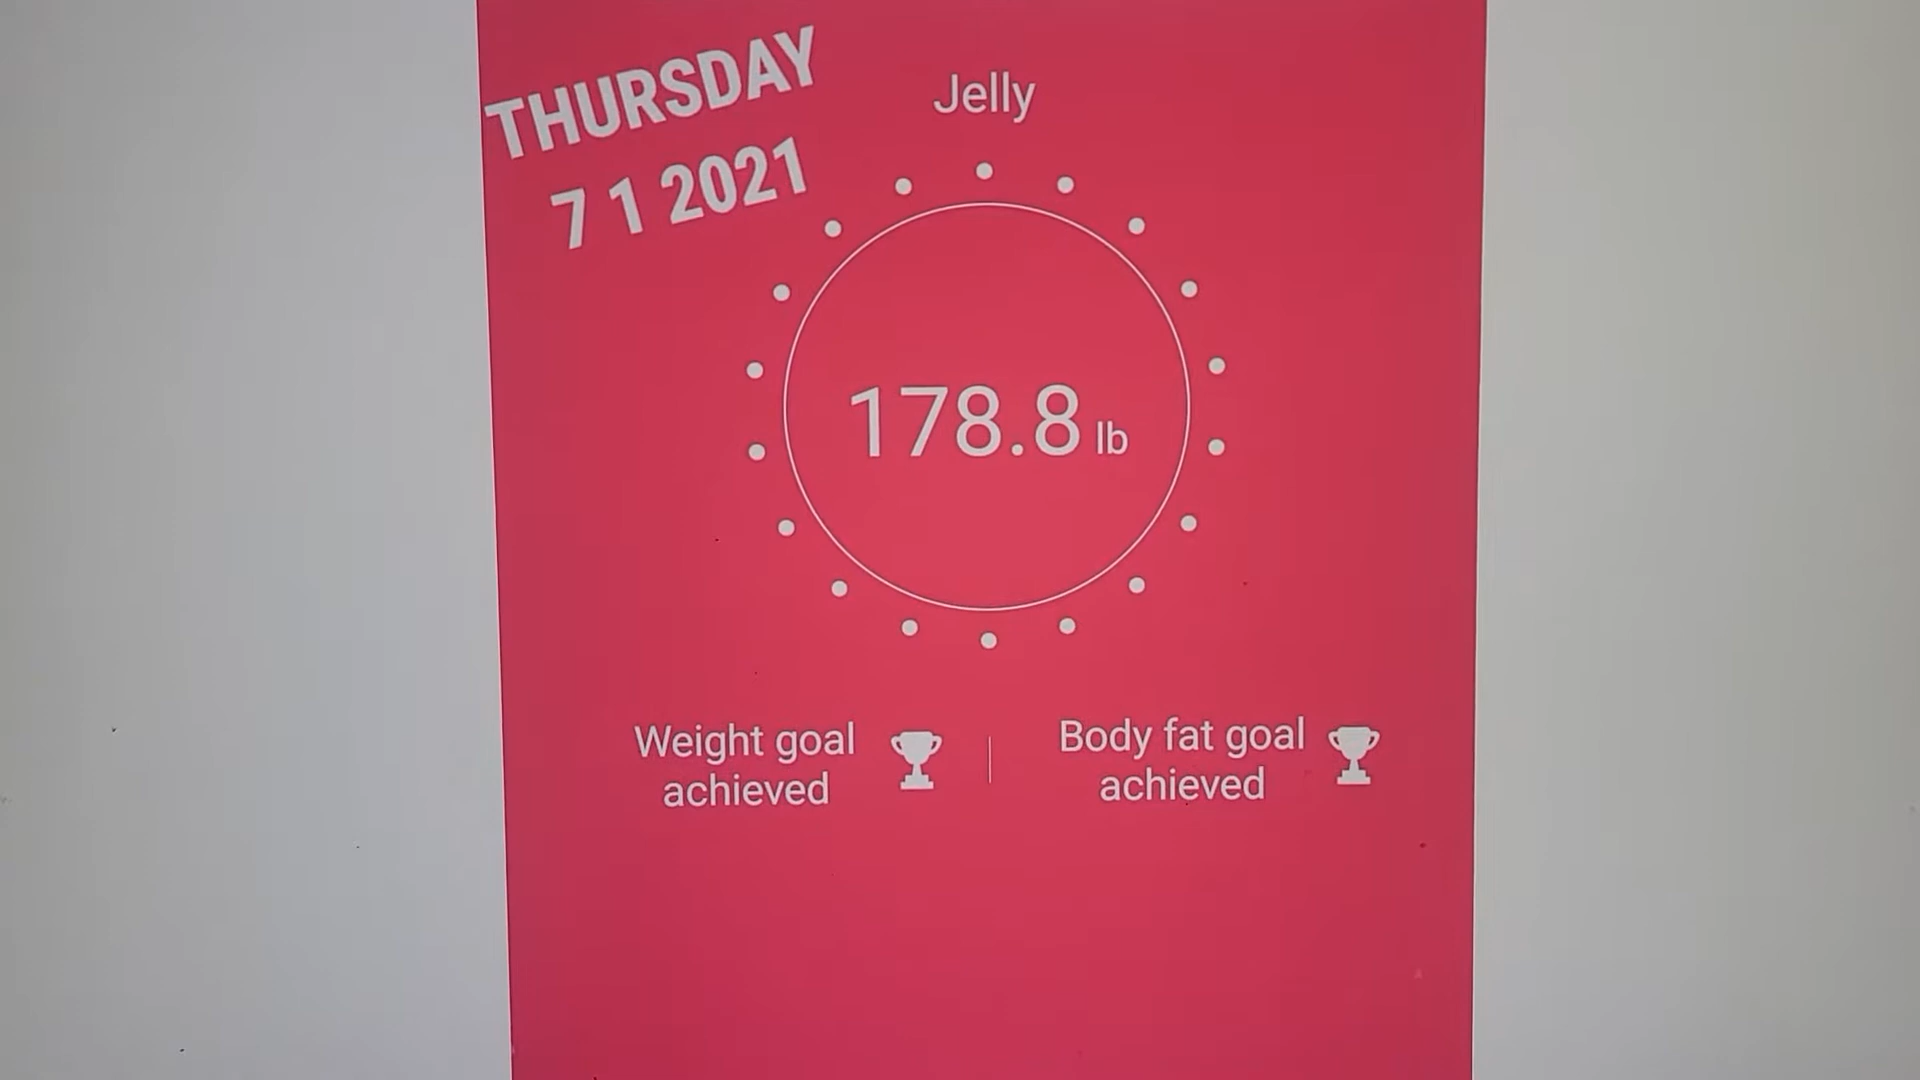 THURSDAY
7 1 2021
Jelly
178.8 lb
Weight goal
achieved
Body fat goal
achieved